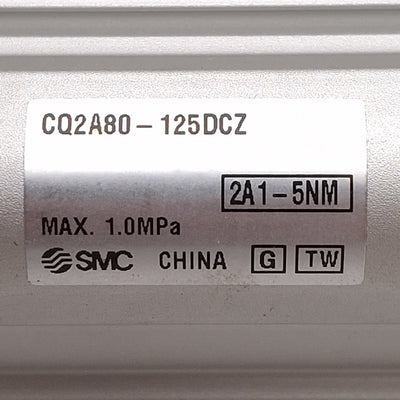 CQ2A80-125DCZ
2A1-5NM
MAX. 1.0MPa
SMC CHINA G TW